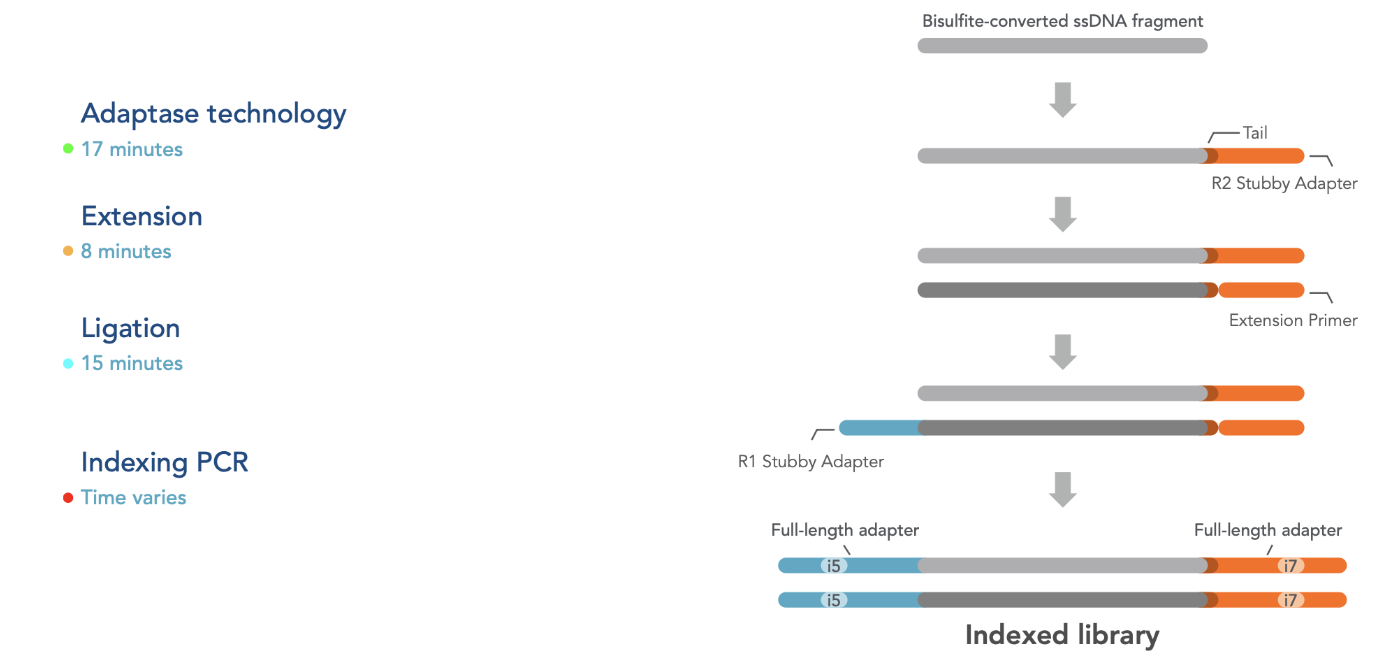 Bisulfite-converted ssDNA fragment
Adaptase technology
17 minutes
Tail
R2 Stubby Adapter
Extension
8 minutes
Extension Primer
Ligation
15 minutes
R1 Stubby Adapter
Indexing PCR
Time varies
Full-length adapter
Full-length adapter
i5
i7
i5
i7
Indexed library